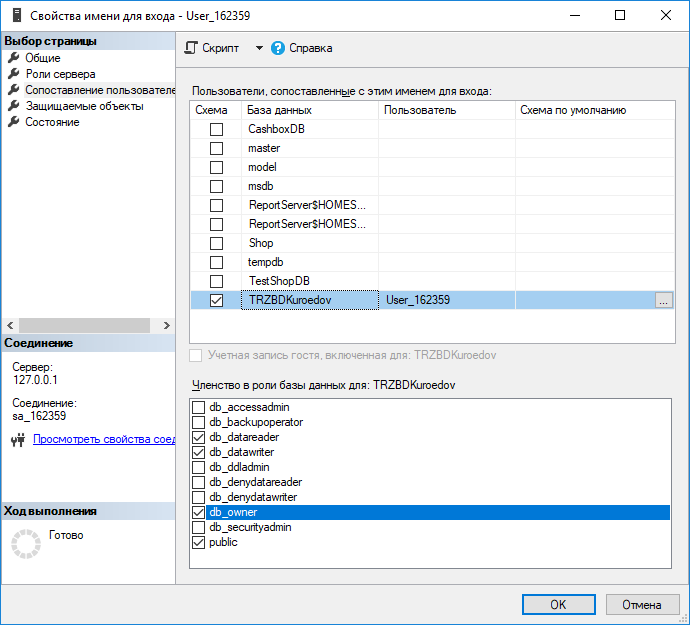 Свойства имени для входа - User_162359
Выбор страницы
Общие
Роли сервера
Сопоставление пользователе
Защищаемые объекты
Состояние
Соединение
Сервер:
127.0.0.1
Соединение:
sa_162359
Просмотреть свойства соед
Ход выполнения
Готово
Скрипт
Справка
Пользователи, сопоставленные с этим именем для входа:
Схема База данных Пользователь Схема по умолчанию
CashboxDB
master
model
msdb
ReportServer$HOMES...
ReportServer$HOMES...
Shop
tempdb
TestShopDB
TRZBDKuroedov User_162359 ...
Учетная запись гостя, включенная для: TRZBDKuroedov
Членство в роли базы данных для: TRZBDKuroedov
db_accessadmin
db_backupoperator
db_datareader
db_datawriter
db_ddladmin
db_denydatareader
db_denydatawriter
db_owner
db_securityadmin
public
OK
Отмена